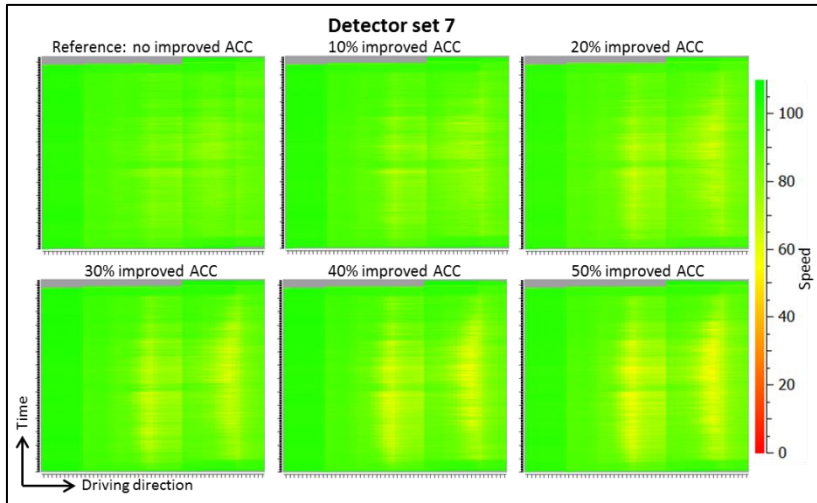 Detector set 7
Reference: no improved ACC
10% improved ACC
20% improved ACC
30% improved ACC
40% improved ACC
50% improved ACC
100
80
60
40
20
0
Speed
Time
Driving direction